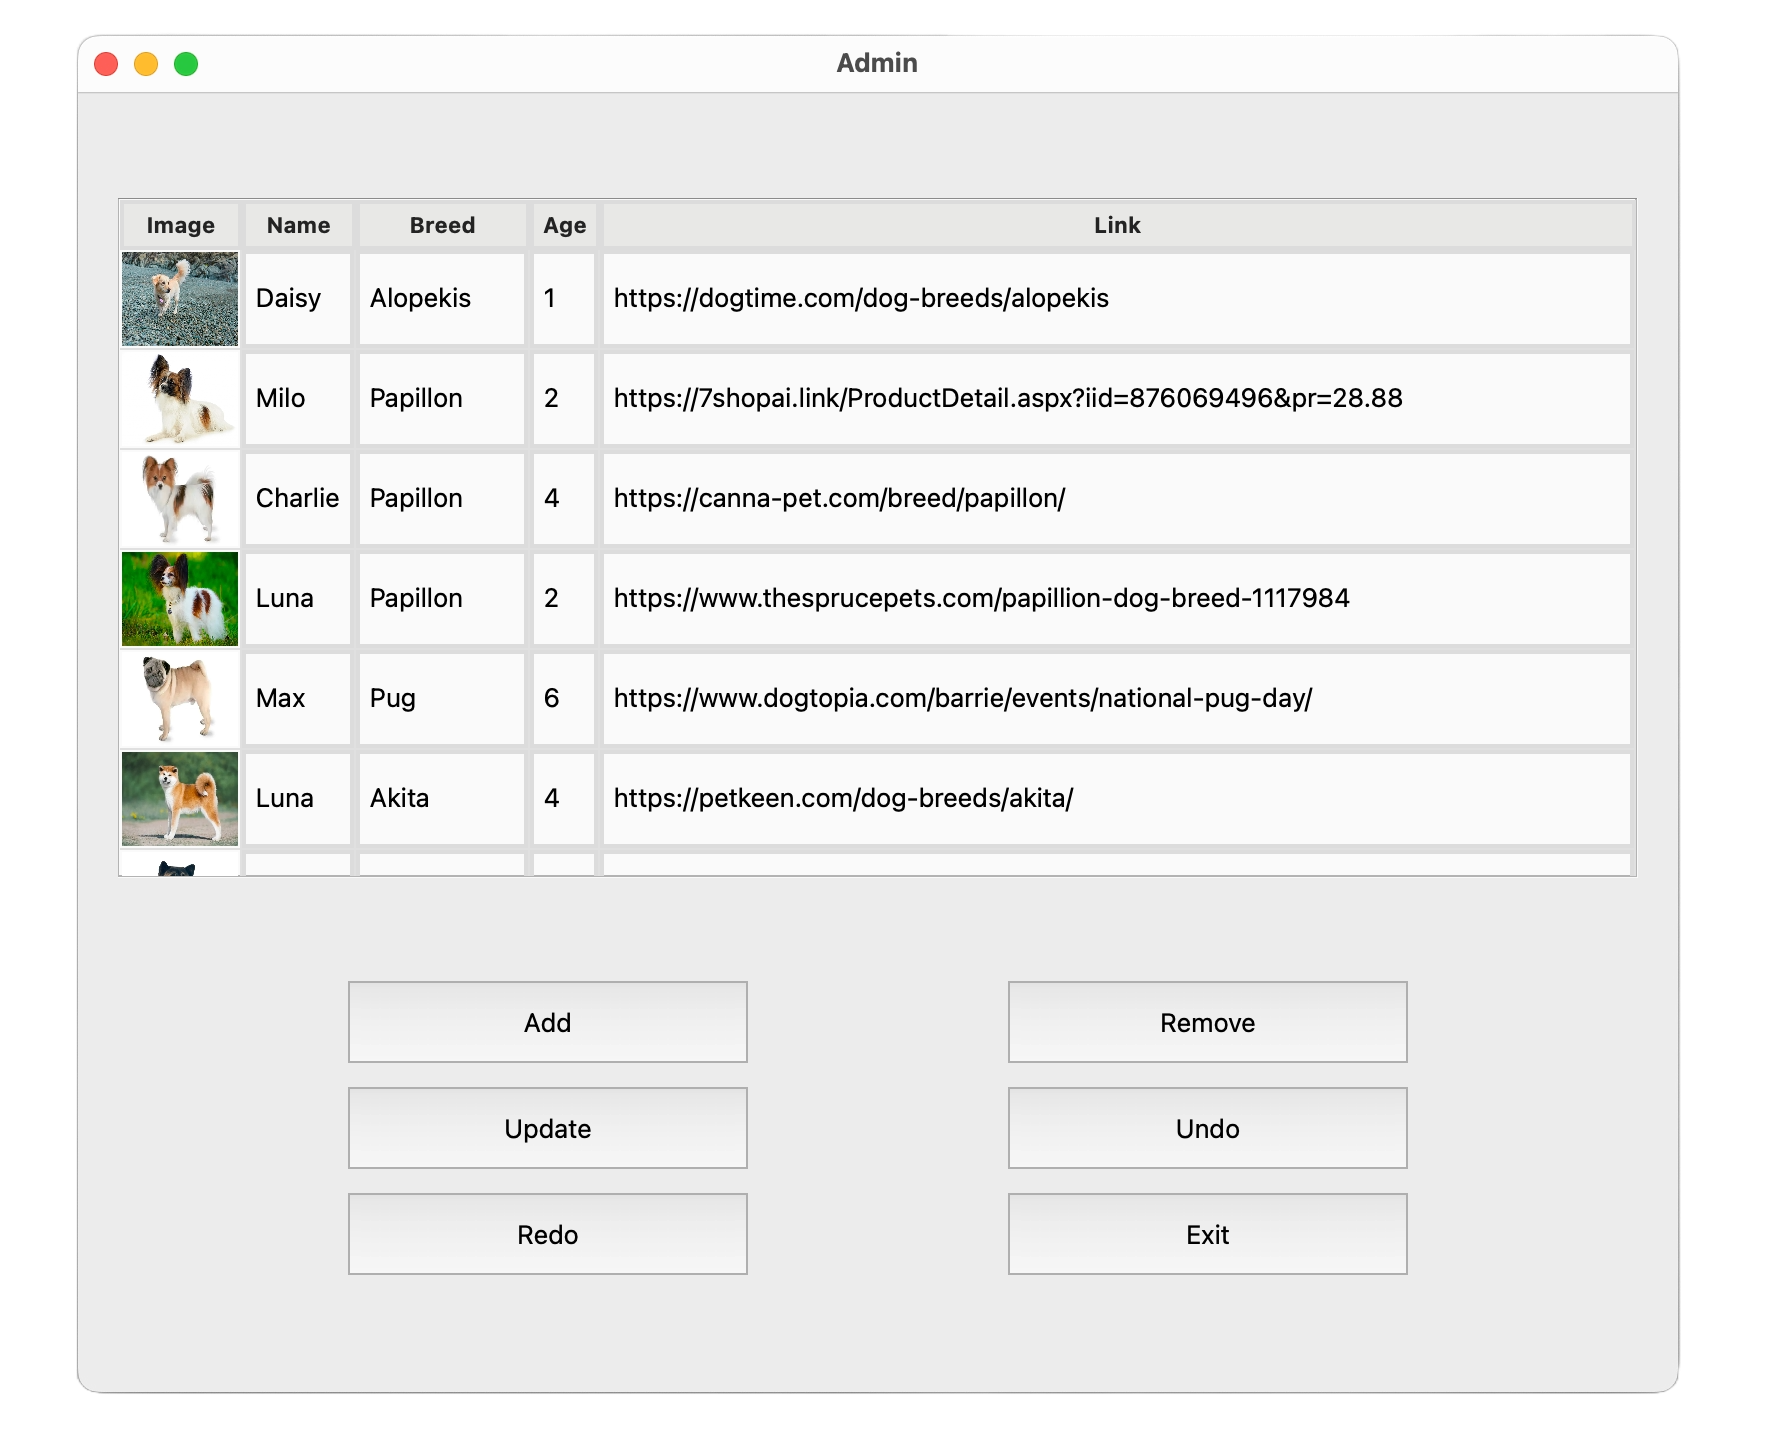 Admin
Image Name Breed Age Link
Daisy Alopekis 1 https://dogtime.com/dog-breeds/alopekis
Milo Papillon 2 https://7shopai.link/ProductDetail.aspx?iid=876069496&pr=28.88
Charlie Papillon 4 https://canna-pet.com/breed/papillon/
Luna Papillon 2 https://www.thesprucepets.com/papillion-dog-breed-1117984
Max Pug 6 https://www.dogtopia.com/barrie/events/national-pug-day/
Luna Akita 4 https://petkeen.com/dog-breeds/akita/
Add Remove
Update Undo
Redo Exit